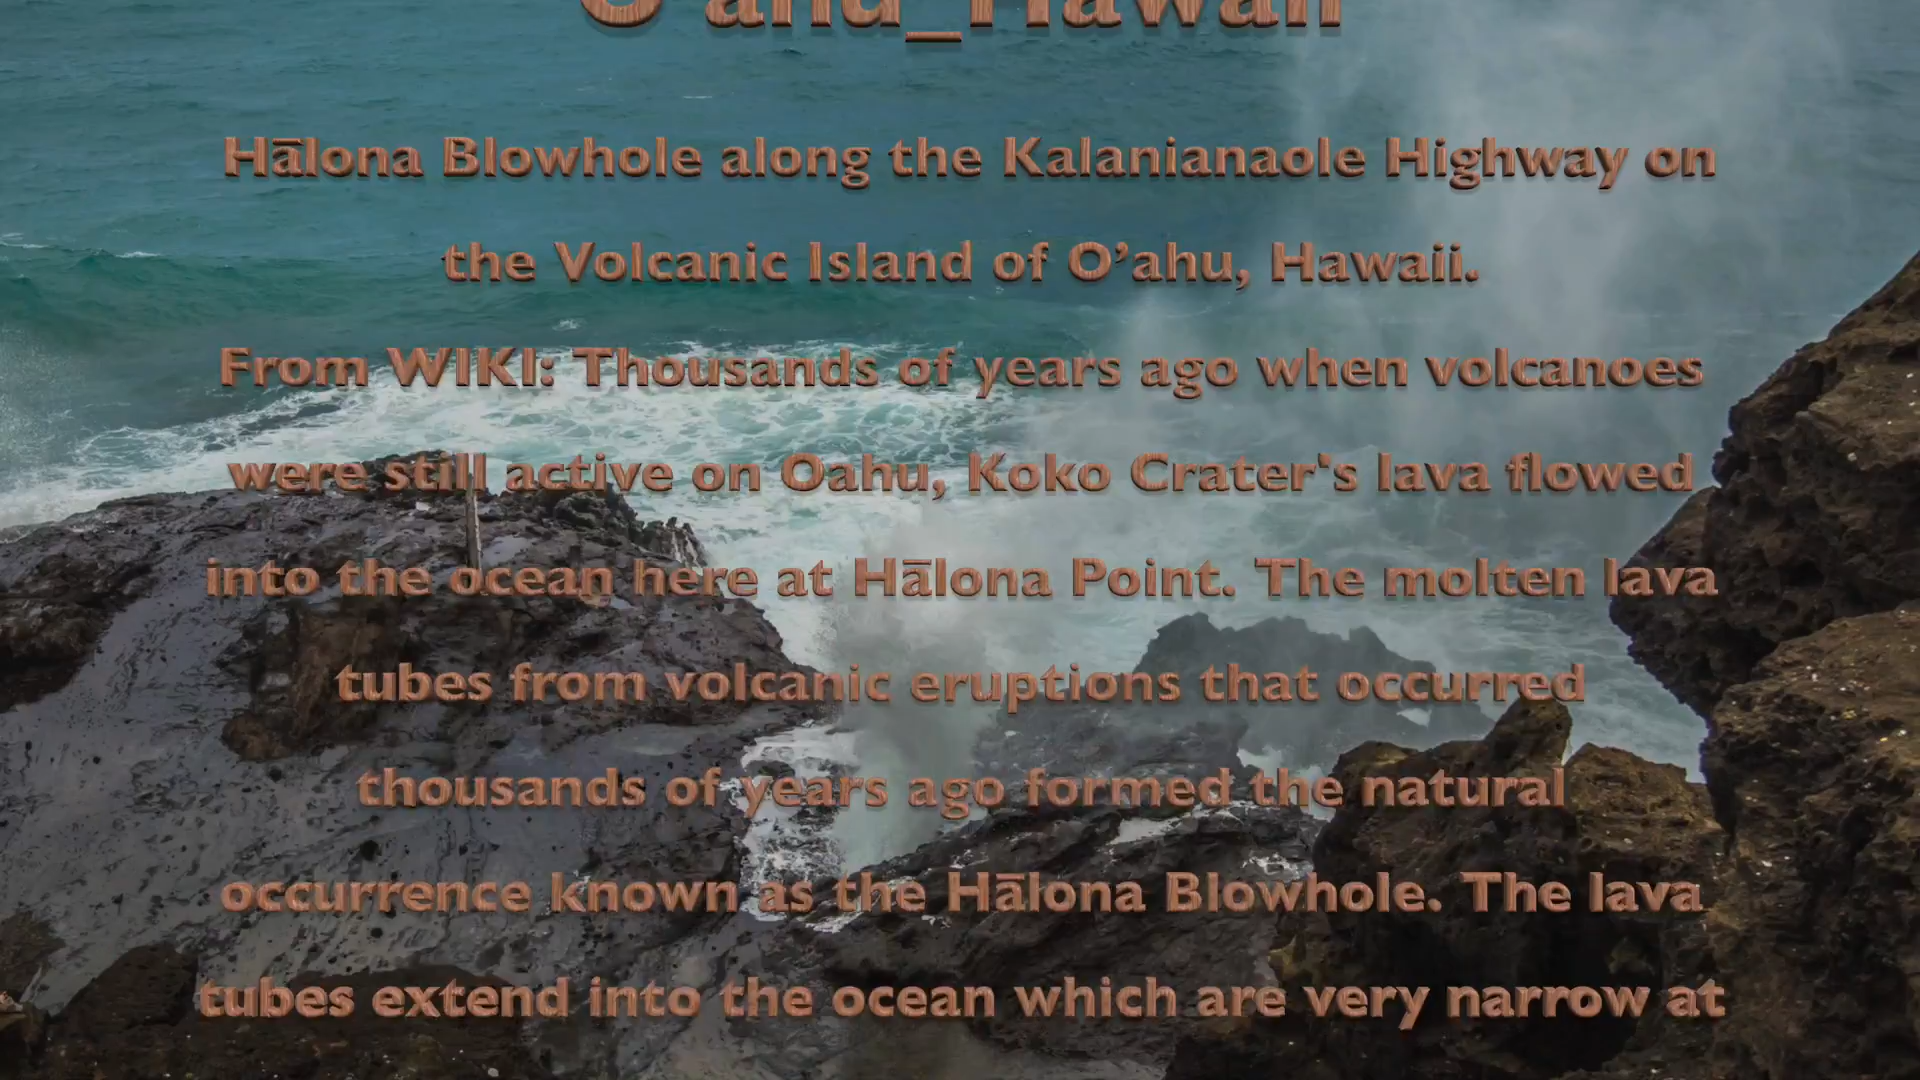 O'ahu_Hawaii
Hālona Blowhole along the Kalanianaole Highway on
the Volcanic Island of O’ahu, Hawaii.
From WIKI: Thousands of years ago when volcanoes
were still active on Oahu, Koko Crater's lava flowed
into the ocean here at Hālona Point. The molten lava
tubes from volcanic eruptions that occurred
thousands of years ago formed the natural
occurrence known as the Hālona Blowhole. The lava
tubes extend into the ocean which are very narrow at